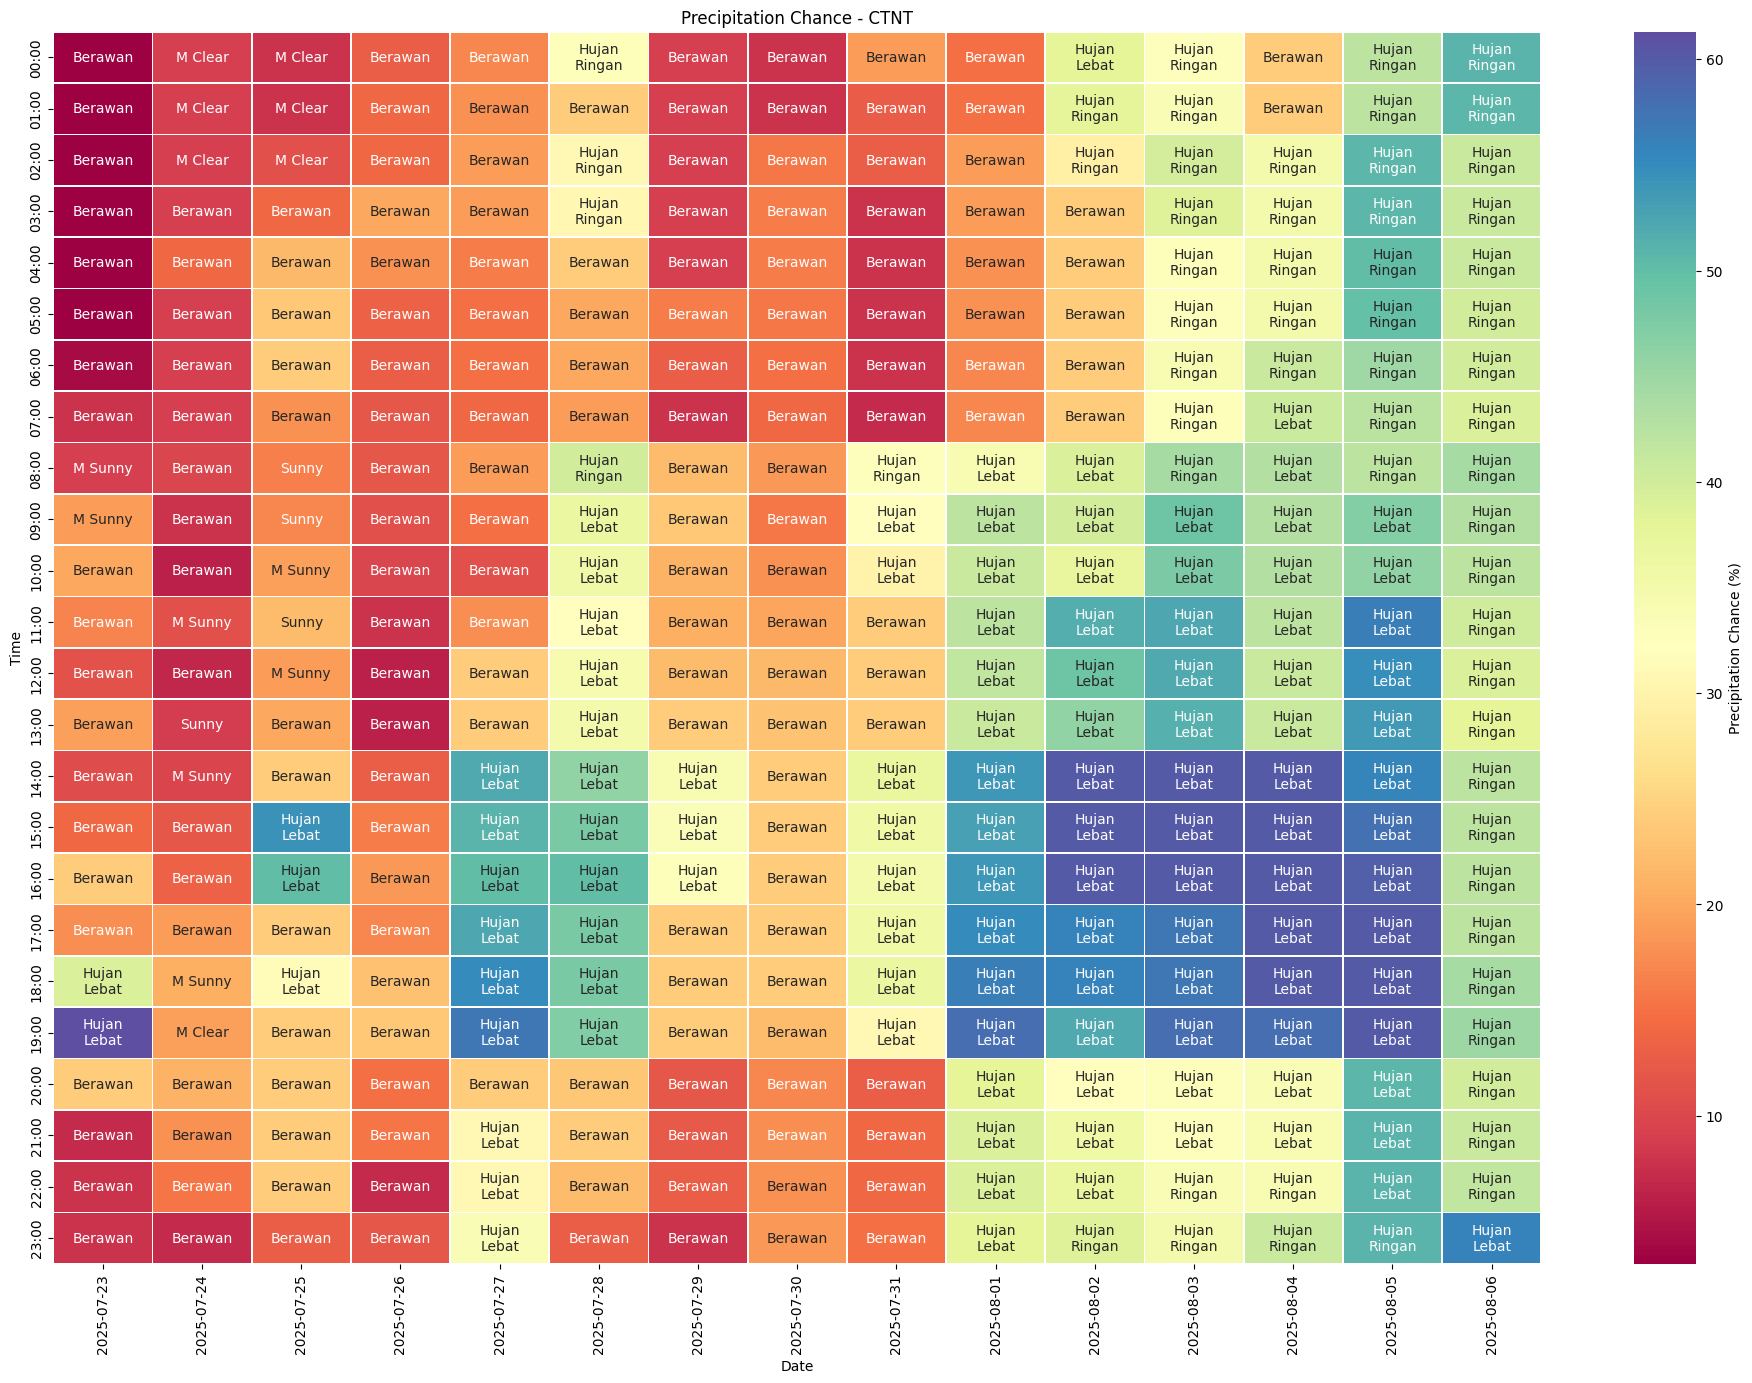 Precipitation Chance - CTNT
00:00 Berawan M Clear M Clear Berawan Berawan Hujan Ringan Berawan Berawan Berawan Berawan Hujan Lebat Hujan Ringan Berawan Hujan Ringan Hujan Ringan
01:00 Berawan M Clear M Clear Berawan Berawan Berawan Berawan Berawan Berawan Berawan Hujan Ringan Hujan Ringan Berawan Hujan Ringan Hujan Ringan
02:00 Berawan M Clear M Clear Berawan Berawan Hujan Ringan Berawan Berawan Berawan Berawan Hujan Ringan Hujan Ringan Hujan Ringan Hujan Ringan Hujan Ringan
03:00 Berawan Berawan Berawan Berawan Berawan Hujan Ringan Berawan Berawan Berawan Berawan Berawan Hujan Ringan Hujan Ringan Hujan Ringan Hujan Ringan
04:00 Berawan Berawan Berawan Berawan Berawan Berawan Berawan Berawan Berawan Berawan Berawan Hujan Ringan Hujan Ringan Hujan Ringan Hujan Ringan
05:00 Berawan Berawan Berawan Berawan Berawan Berawan Berawan Berawan Berawan Berawan Berawan Hujan Ringan Hujan Ringan Hujan Ringan Hujan Ringan
06:00 Berawan Berawan Berawan Berawan Berawan Berawan Berawan Berawan Berawan Berawan Berawan Hujan Ringan Hujan Ringan Hujan Ringan Hujan Ringan
07:00 Berawan Berawan Berawan Berawan Berawan Berawan Berawan Berawan Berawan Berawan Berawan Hujan Ringan Hujan Lebat Hujan Ringan Hujan Ringan
08:00 M Sunny Berawan Sunny Berawan Berawan Hujan Ringan Berawan Berawan Hujan Ringan Hujan Lebat Hujan Lebat Hujan Ringan Hujan Lebat Hujan Ringan Hujan Ringan
09:00 M Sunny Berawan Sunny Berawan Berawan Hujan Lebat Berawan Berawan Hujan Lebat Hujan Lebat Hujan Lebat Hujan Lebat Hujan Lebat Hujan Lebat Hujan Ringan
10:00 Berawan Berawan M Sunny Berawan Berawan Hujan Lebat Berawan Berawan Hujan Lebat Hujan Lebat Hujan Lebat Hujan Lebat Hujan Lebat Hujan Lebat Hujan Ringan
11:00 Berawan M Sunny Sunny Berawan Berawan Hujan Lebat Berawan Berawan Berawan Hujan Lebat Hujan Lebat Hujan Lebat Hujan Lebat Hujan Lebat Hujan Ringan
12:00 Berawan Berawan M Sunny Berawan Berawan Hujan Lebat Berawan Berawan Berawan Hujan Lebat Hujan Lebat Hujan Lebat Hujan Lebat Hujan Lebat Hujan Ringan
13:00 Berawan Sunny Berawan Berawan Berawan Hujan Lebat Berawan Berawan Berawan Hujan Lebat Hujan Lebat Hujan Lebat Hujan Lebat Hujan Lebat Hujan Ringan
14:00 Berawan M Sunny Berawan Berawan Hujan Lebat Hujan Lebat Hujan Lebat Berawan Hujan Lebat Hujan Lebat Hujan Lebat Hujan Lebat Hujan Lebat Hujan Lebat Hujan Ringan
15:00 Berawan Berawan Hujan Lebat Berawan Hujan Lebat Hujan Lebat Hujan Lebat Berawan Hujan Lebat Hujan Lebat Hujan Lebat Hujan Lebat Hujan Lebat Hujan Lebat Hujan Ringan
16:00 Berawan Berawan Hujan Lebat Berawan Hujan Lebat Hujan Lebat Hujan Lebat Berawan Hujan Lebat Hujan Lebat Hujan Lebat Hujan Lebat Hujan Lebat Hujan Lebat Hujan Ringan
17:00 Berawan Berawan Berawan Berawan Hujan Lebat Hujan Lebat Berawan Berawan Hujan Lebat Hujan Lebat Hujan Lebat Hujan Lebat Hujan Lebat Hujan Lebat Hujan Ringan
18:00 Hujan Lebat M Sunny Hujan Lebat Berawan Hujan Lebat Hujan Lebat Berawan Berawan Hujan Lebat Hujan Lebat Hujan Lebat Hujan Lebat Hujan Lebat Hujan Lebat Hujan Ringan
19:00 Hujan Lebat M Clear Berawan Berawan Hujan Lebat Hujan Lebat Berawan Berawan Hujan Lebat Hujan Lebat Hujan Lebat Hujan Lebat Hujan Lebat Hujan Lebat Hujan Ringan
20:00 Berawan Berawan Berawan Berawan Berawan Berawan Berawan Berawan Berawan Hujan Lebat Hujan Lebat Hujan Lebat Hujan Lebat Hujan Lebat Hujan Ringan
21:00 Berawan Berawan Berawan Berawan Hujan Lebat Berawan Berawan Berawan Berawan Hujan Lebat Hujan Lebat Hujan Lebat Hujan Lebat Hujan Lebat Hujan Ringan
22:00 Berawan Berawan Berawan Berawan Hujan Lebat Berawan Berawan Berawan Berawan Hujan Lebat Hujan Lebat Hujan Ringan Hujan Ringan Hujan Lebat Hujan Ringan
23:00 Berawan Berawan Berawan Berawan Hujan Lebat Berawan Berawan Berawan Berawan Hujan Lebat Hujan Ringan Hujan Ringan Hujan Ringan Hujan Ringan Hujan Lebat
Time
2025-07-23 2025-07-24 2025-07-25 2025-07-26 2025-07-27 2025-07-28 2025-07-29 2025-07-30 2025-07-31 2025-08-01 2025-08-02 2025-08-03 2025-08-04 2025-08-05 2025-08-06
Date
60
50
40
30
20
10
Precipitation Chance (%)